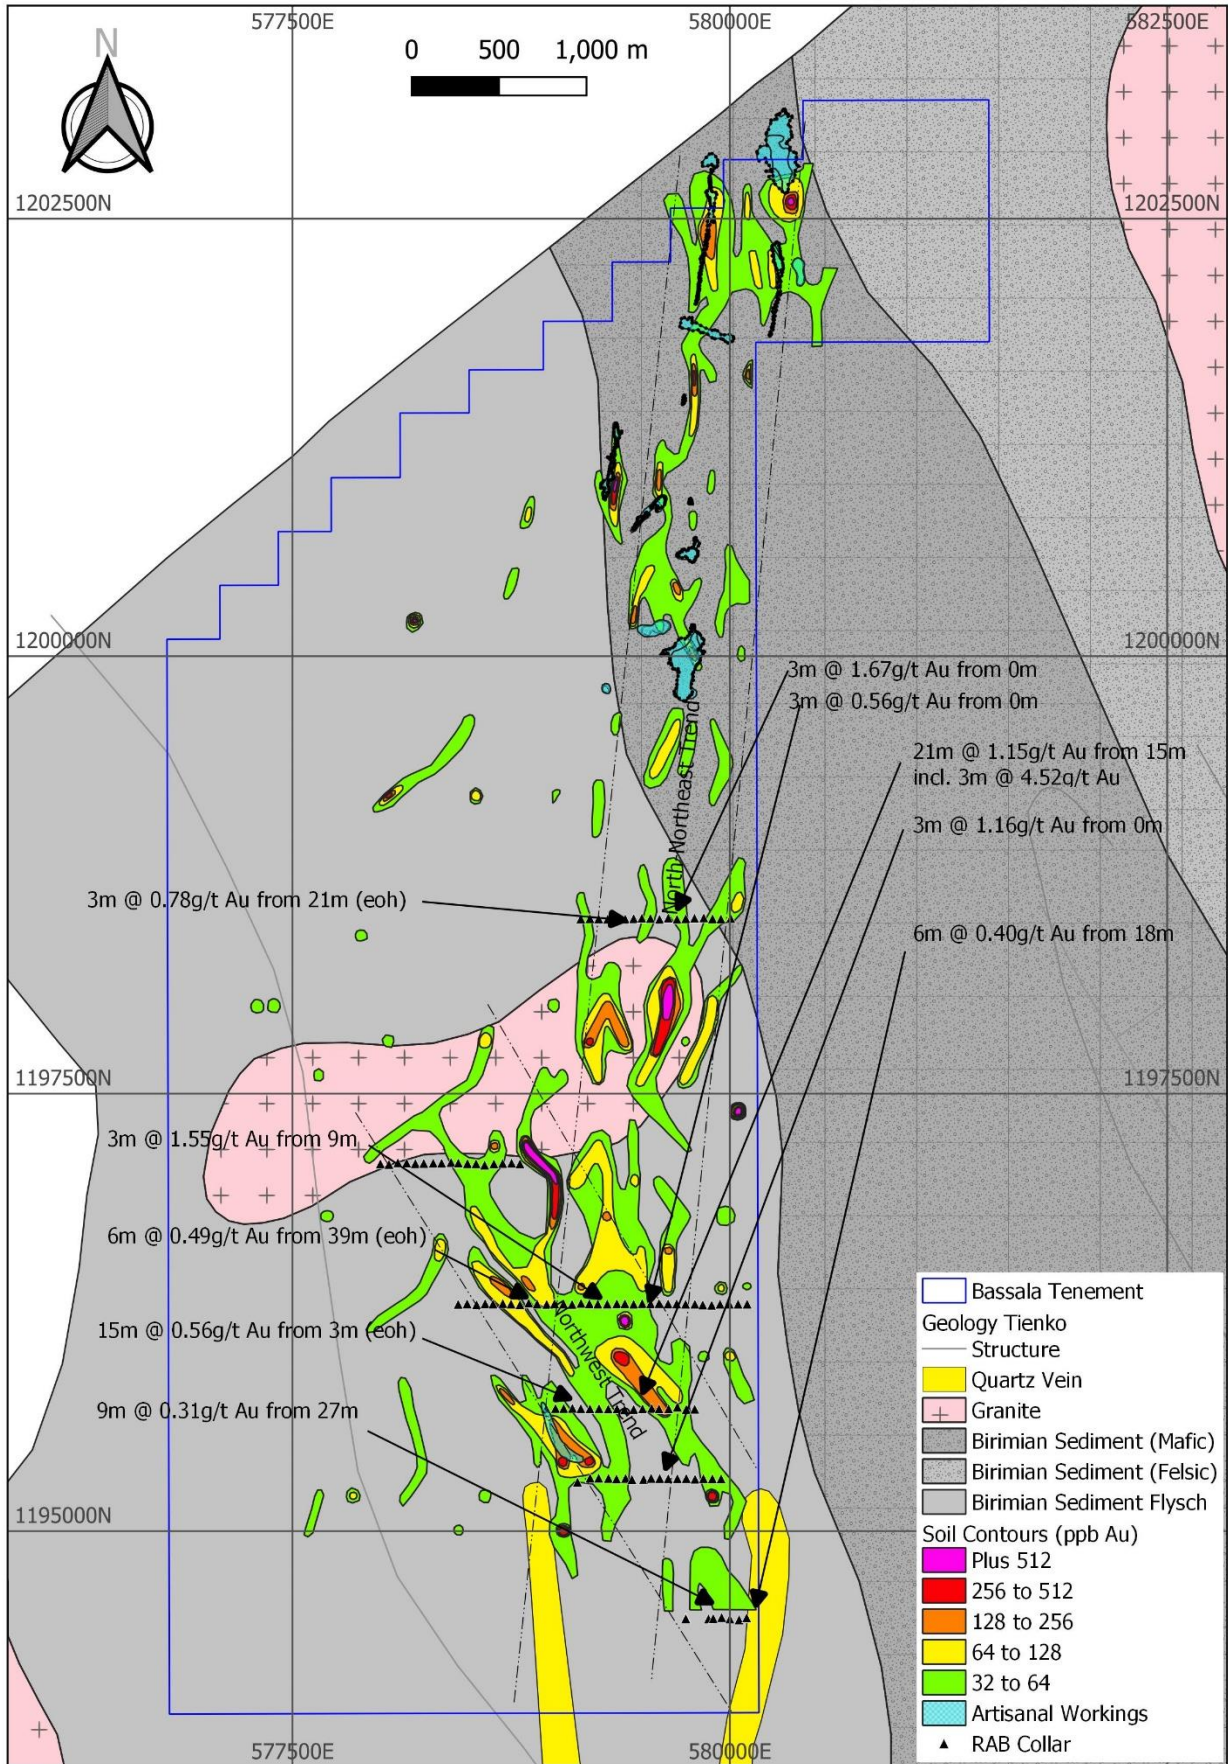 577500E
580000E
582500E
N
0 500 1,000 m
1202500N
1202500N
1200000N
1200000N
3m @ 1.67g/t Au from 0m
3m @ 0.56g/t Au from 0m
North-Northeast Trend
21m @ 1.15g/t Au from 15m
incl. 3m @ 4.52g/t Au
3m @ 1.16g/t Au from 0m
3m @ 0.78g/t Au from 21m (eoh)
6m @ 0.40g/t Au from 18m
1197500N
1197500N
3m @ 1.55g/t Au from 9m
6m @ 0.49g/t Au from 39m (eoh)
15m @ 0.56g/t Au from 3m (eoh)
Northwest Trend
9m @ 0.31g/t Au from 27m
1195000N
577500E
580000E
Bassala Tenement
Geology Tienko
Structure
Quartz Vein
Granite
Birimian Sediment (Mafic)
Birimian Sediment (Felsic)
Birimian Sediment Flysch
Soil Contours (ppb Au)
Plus 512
256 to 512
128 to 256
64 to 128
32 to 64
Artisanal Workings
RAB Collar